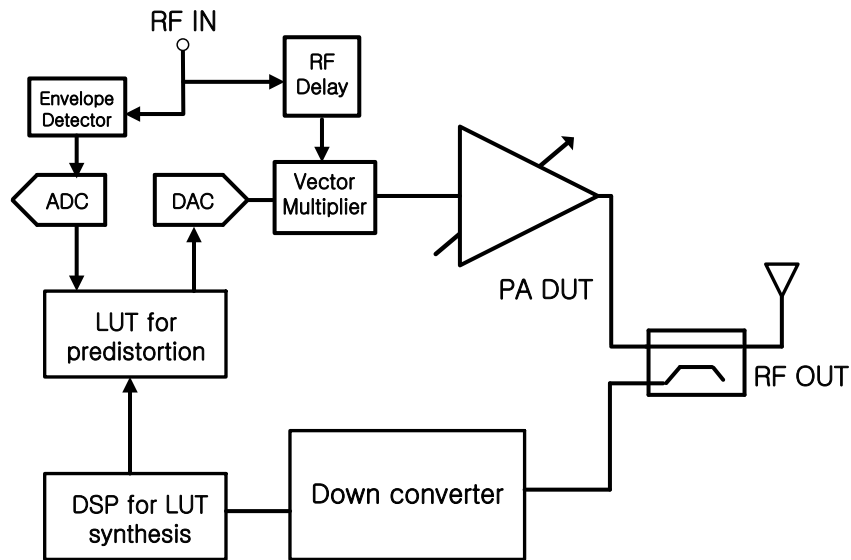 RF IN
RF
Delay
Envelope
Detector
ADC
DAC
Vector
Multiplier
PA DUT
LUT for
predistortion
RF OUT
DSP for LUT
synthesis
Down converter